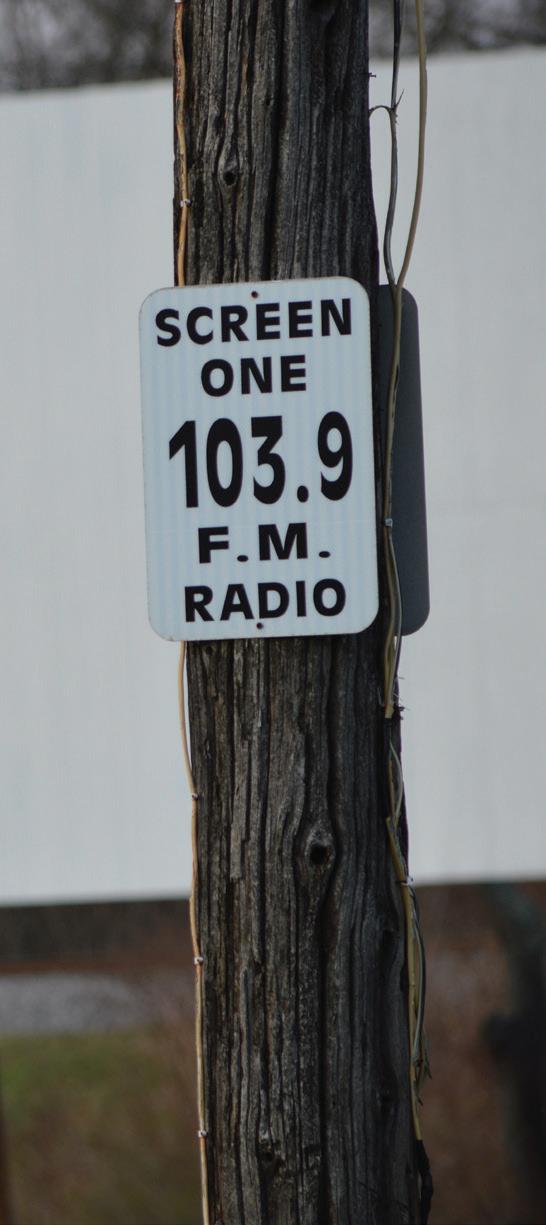 SCREEN
ONE
103.9
F.M.
RADIO